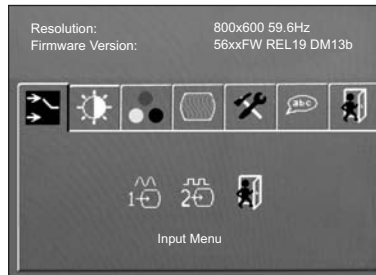 Resolution: 800x600 59.6Hz
Firmware Version: 56xxFW REL19 DM13b
abc
1 2
Input Menu